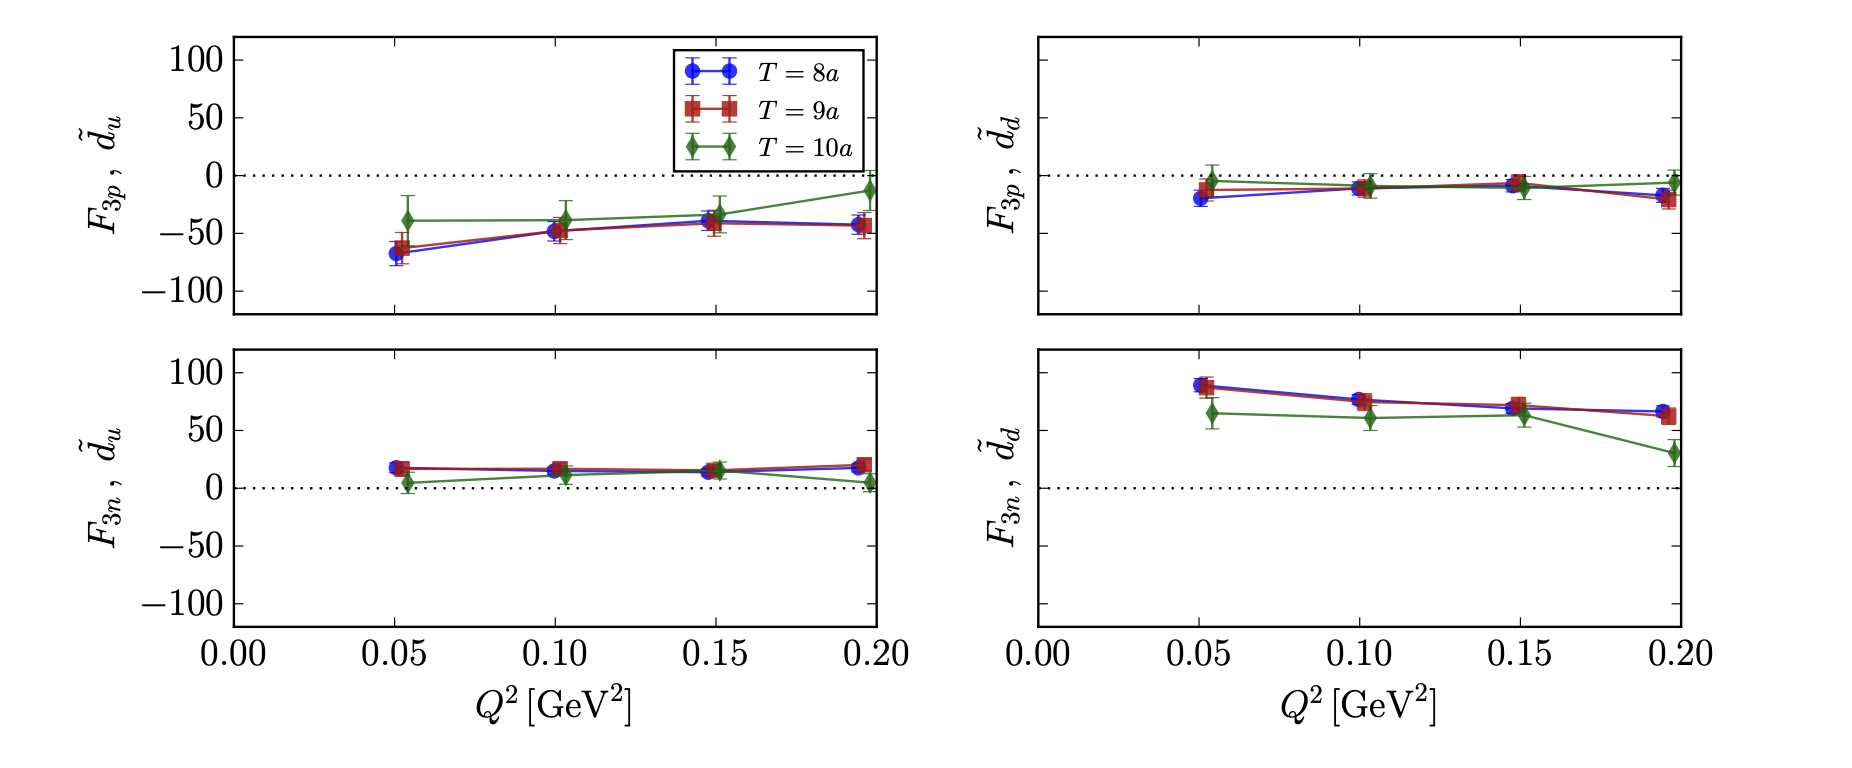 100
50
0
−50
−100
F₃ₚ , d̃ᵤ
T = 8a
T = 9a
T = 10a
F₃ₚ , d̃_d
100
50
0
−50
−100
F₃ₙ , d̃ᵤ
0.00 0.05 0.10 0.15 0.20
Q² [GeV²]
F₃ₙ , d̃_d
0.00 0.05 0.10 0.15 0.20
Q² [GeV²]